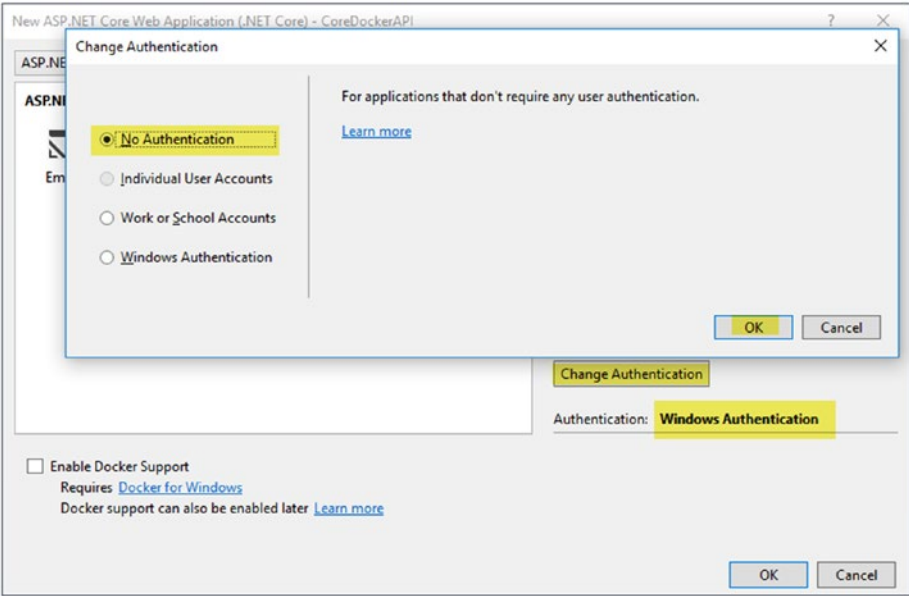 New ASP.NET Core Web Application (.NET Core) - CoreDockerAPI ? ×
Change Authentication ×
ASP.NE
ASP.NE
Em
For applications that don't require any user authentication.
Learn more
No Authentication
Individual User Accounts
Work or School Accounts
Windows Authentication
OK Cancel
Change Authentication
Authentication: Windows Authentication
Enable Docker Support
Requires Docker for Windows
Docker support can also be enabled later Learn more
OK Cancel